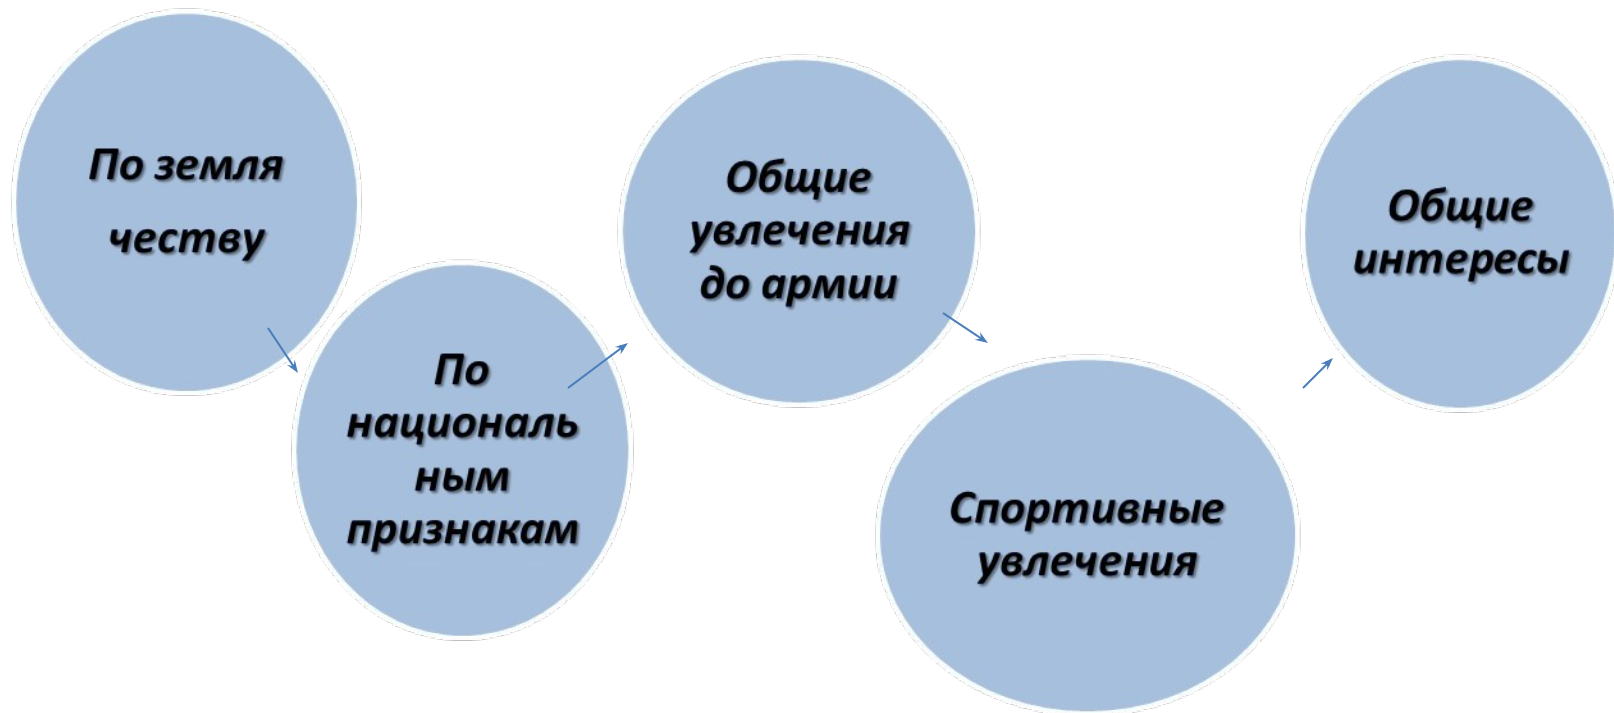 По земля
честву
По
националь
ным
признакам
Общие
увлечения
до армии
Спортивные
увлечения
Общие
интересы